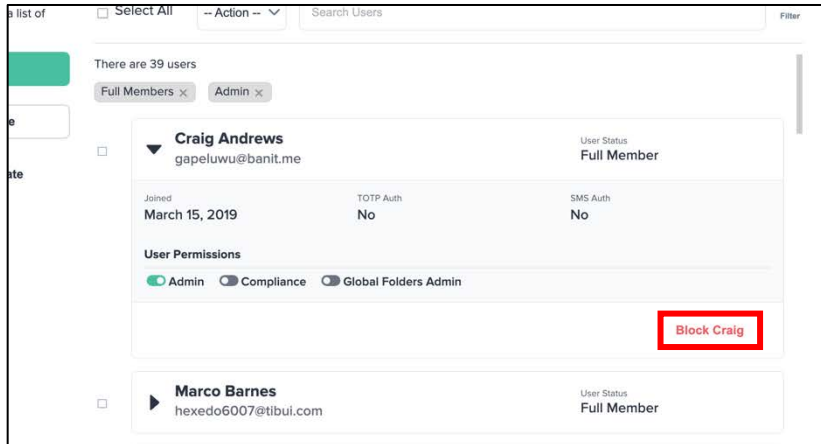 a list of
Select All
-- Action --
Search Users
Filter
There are 39 users
Full Members ×
Admin ×
e
ate
Craig Andrews
gapeluwu@banit.me
User Status
Full Member
Joined
March 15, 2019
TOTP Auth
No
SMS Auth
No
User Permissions
Admin
Compliance
Global Folders Admin
Block Craig
Marco Barnes
hexedo6007@tibui.com
User Status
Full Member